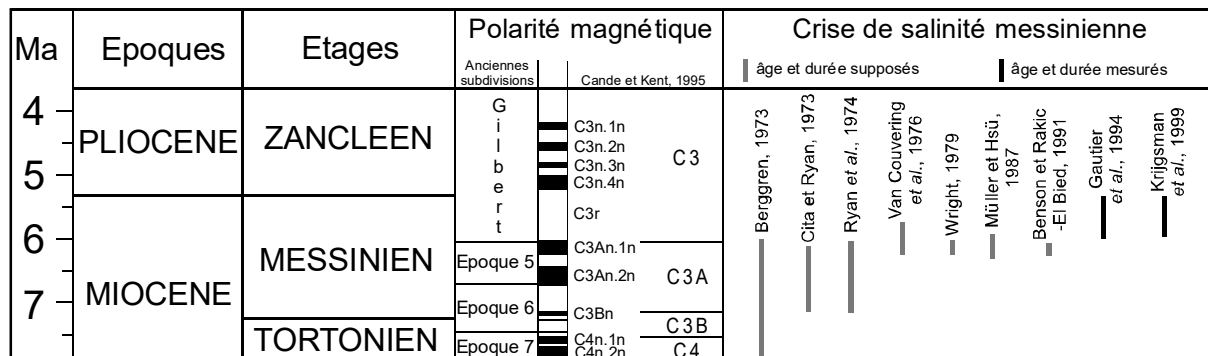 Ma
Epoques
Etages
Polarité magnétique
Anciennes
subdivisions
Cande et Kent, 1995
Crise de salinité messinienne
âge et durée supposés
âge et durée mesurés
4
5
6
7
PLIOCENE
MIOCENE
ZANCLEEN
MESSINIEN
TORTONIEN
G
i
l
b
e
r
t
Epoque 5
Epoque 6
Epoque 7
C3n.1n
C3n.2n
C3n.3n
C3n.4n
C3r
C3An.1n
C3An.2n
C3Bn
C4n.1n
C4n.2n
C3
C3A
C3B
C4
Berggren, 1973
Cita et Ryan, 1973
Ryan et al., 1974
Van Couvering
et al., 1976
Wright, 1979
Müller et Hsü,
1987
Benson et Rakic
-El Bied, 1991
Gautier
et al., 1994
Krijgsman
et al., 1999